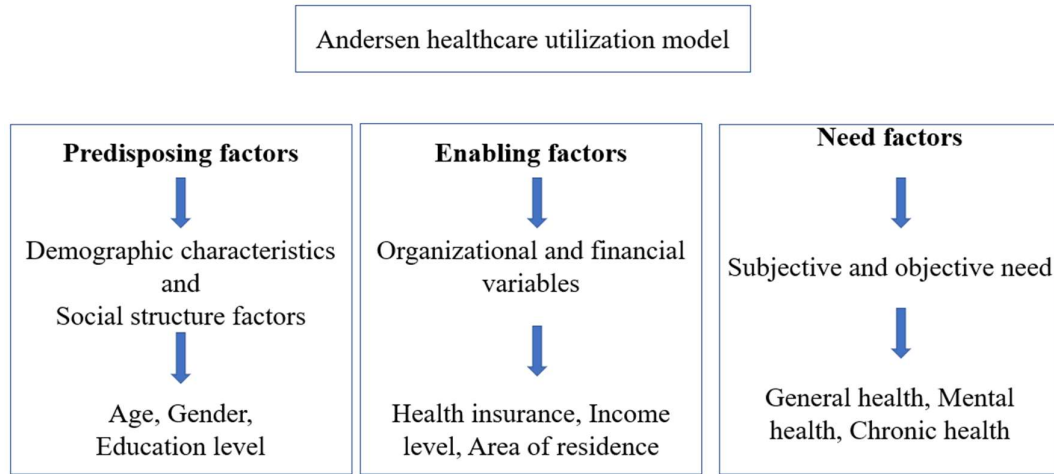 Andersen healthcare utilization model
Predisposing factors
Demographic characteristics
and
Social structure factors
Age, Gender,
Education level
Enabling factors
Organizational and financial
variables
Health insurance, Income
level, Area of residence
Need factors
Subjective and objective need
General health, Mental
health, Chronic health